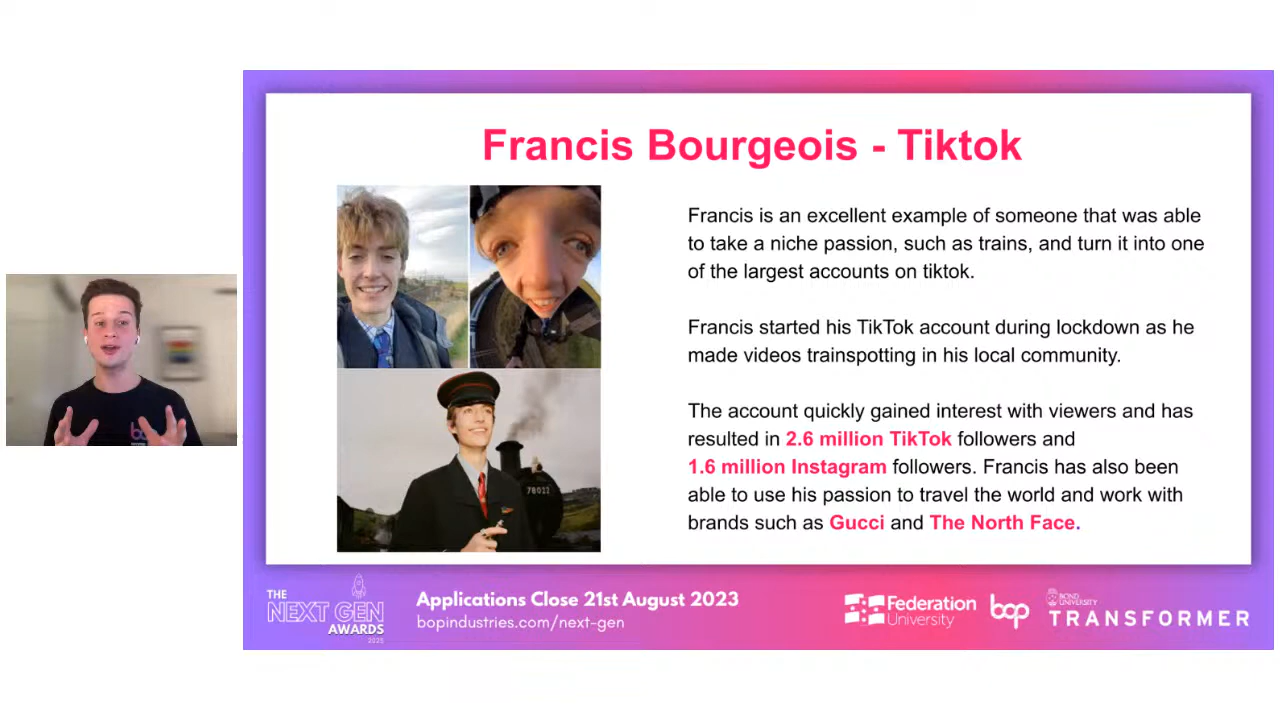 Francis Bourgeois - Tiktok
Francis is an excellent example of someone that was able
to take a niche passion, such as trains, and turn it into one
of the largest accounts on tiktok.
Francis started his TikTok account during lockdown as he
made videos trainspotting in his local community.
The account quickly gained interest with viewers and has
resulted in 2.6 million TikTok followers and
1.6 million Instagram followers. Francis has also been
able to use his passion to travel the world and work with
brands such as Gucci and The North Face.
78022
bop
THE
NEXT GEN
AWARDS
2023
Applications Close 21st August 2023
bopindustries.com/next-gen
Federation
University
bop
BOND
UNIVERSITY
TRANSFORMER